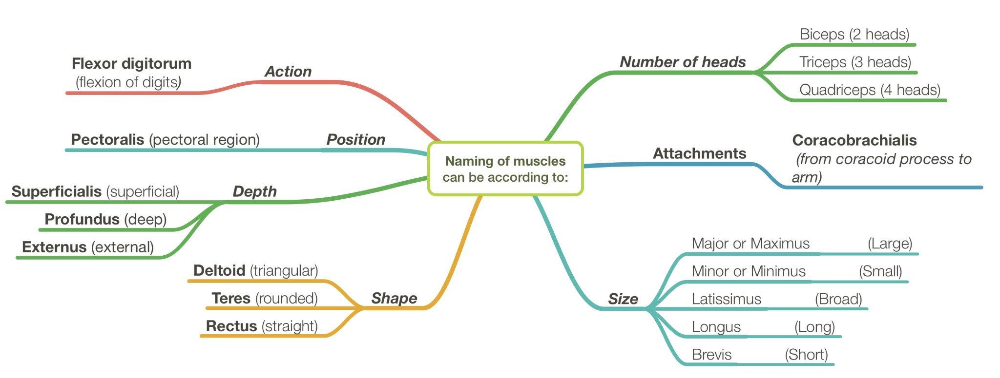 Naming of muscles
can be according to:
Action
Flexor digitorum
(flexion of digits)
Position
Pectoralis (pectoral region)
Depth
Superficialis (superficial)
Profundus (deep)
Externus (external)
Shape
Deltoid (triangular)
Teres (rounded)
Rectus (straight)
Number of heads
Biceps (2 heads)
Triceps (3 heads)
Quadriceps (4 heads)
Attachments
Coracobrachialis
(from coracoid process to
arm)
Size
Major or Maximus (Large)
Minor or Minimus (Small)
Latissimus (Broad)
Longus (Long)
Brevis (Short)